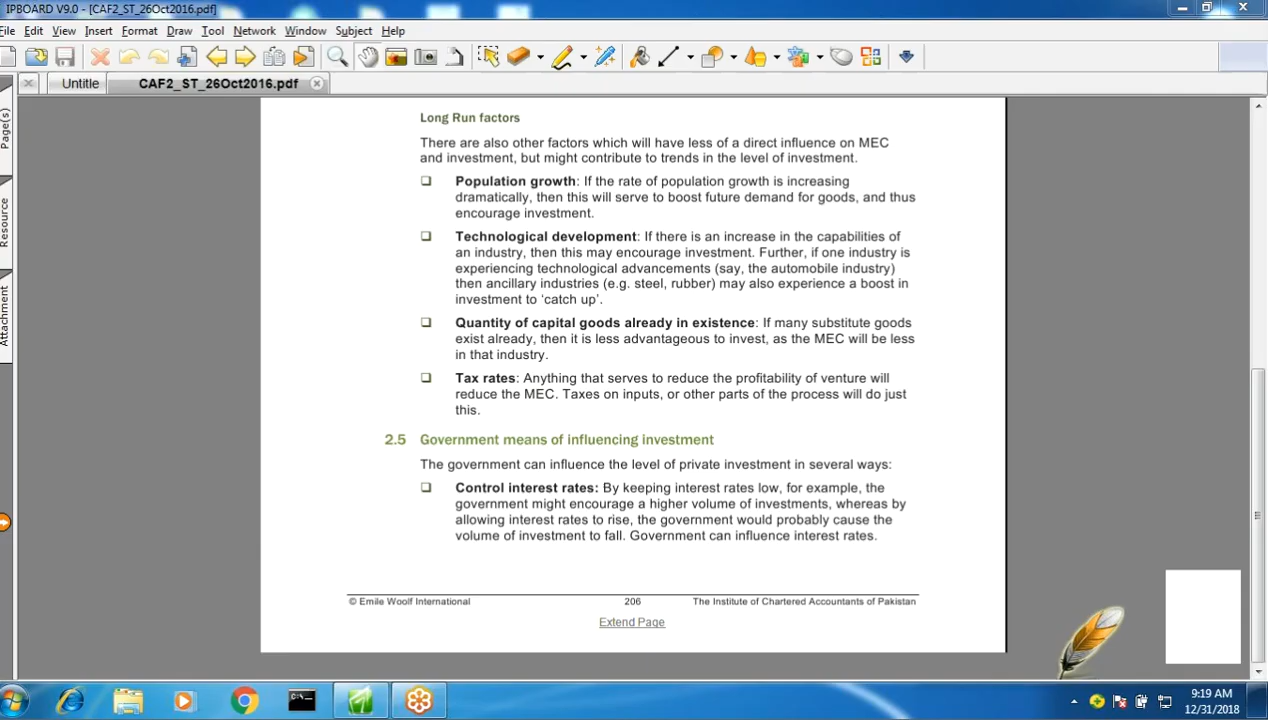 IPBOARD V9.0 - [CAF2_ST_26Oct2016.pdf]
File Edit View Insert Format Draw Tool Network Window Subject Help
Untitle CAF2_ST_26Oct2016.pdf
Page(s)
Resource
Attachment
Long Run factors
There are also other factors which will have less of a direct influence on MEC
and investment, but might contribute to trends in the level of investment.
Population growth: If the rate of population growth is increasing
dramatically, then this will serve to boost future demand for goods, and thus
encourage investment.
Technological development: If there is an increase in the capabilities of
an industry, then this may encourage investment. Further, if one industry is
experiencing technological advancements (say, the automobile industry)
then ancillary industries (e.g. steel, rubber) may also experience a boost in
investment to ‘catch up’.
Quantity of capital goods already in existence: If many substitute goods
exist already, then it is less advantageous to invest, as the MEC will be less
in that industry.
Tax rates: Anything that serves to reduce the profitability of venture will
reduce the MEC. Taxes on inputs, or other parts of the process will do just
this.
2.5 Government means of influencing investment
The government can influence the level of private investment in several ways:
Control interest rates: By keeping interest rates low, for example, the
government might encourage a higher volume of investments, whereas by
allowing interest rates to rise, the government would probably cause the
volume of investment to fall. Government can influence interest rates.
© Emile Woolf International 206 The Institute of Chartered Accountants of Pakistan
Extend Page
9:19 AM
12/31/2018